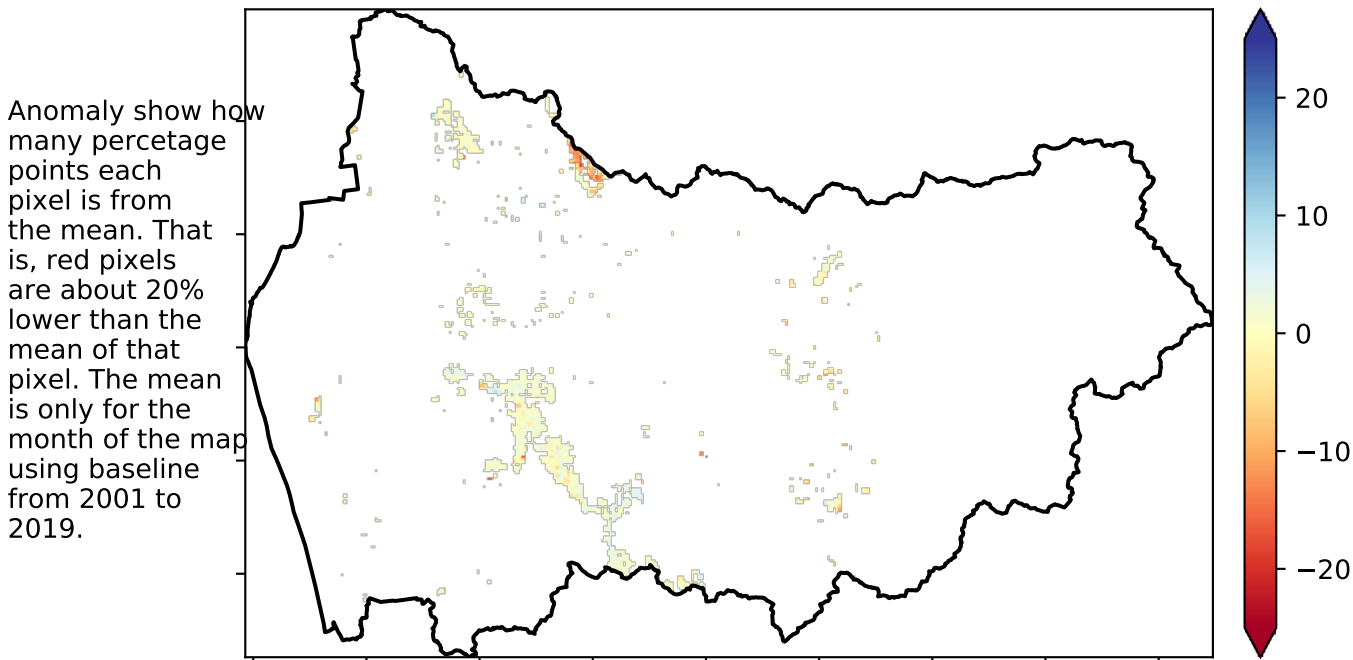 Anomaly show how
many percetage
points each
pixel is from
the mean. That
is, red pixels
are about 20%
lower than the
mean of that
pixel. The mean
is only for the
month of the map
using baseline
from 2001 to
2019.
20
10
0
−10
−20